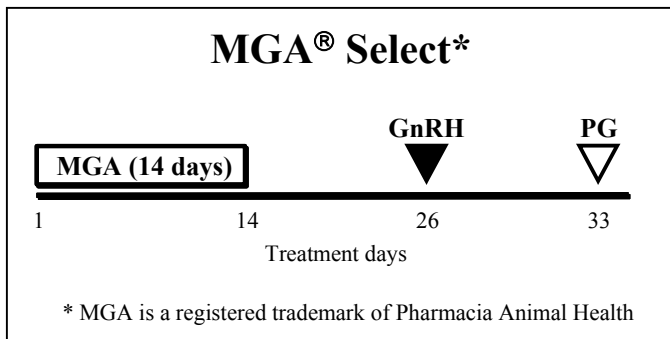 MGA® Select*
GnRH PG
MGA (14 days)
1 14 26 33
Treatment days
* MGA is a registered trademark of Pharmacia Animal Health